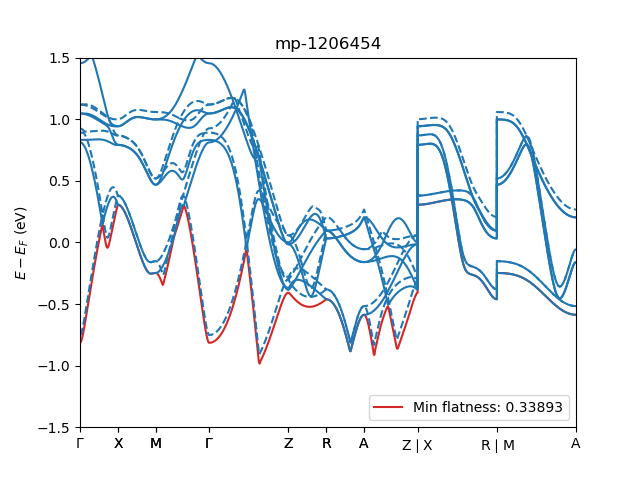 mp-1206454
E − E_F (eV)
1.5
1.0
0.5
0.0
−0.5
−1.0
−1.5
Min flatness: 0.33893
Γ X M Γ Z R A Z | X R | M A